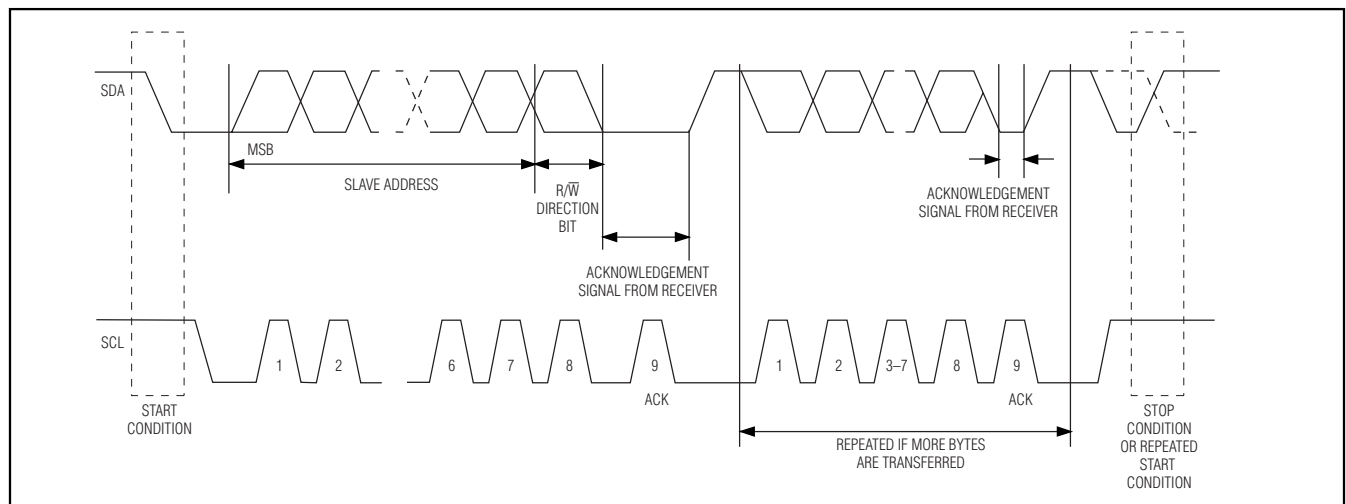 SDA
MSB
SLAVE ADDRESS
R/W̅
DIRECTION
BIT
ACKNOWLEDGEMENT
SIGNAL FROM RECEIVER
ACKNOWLEDGEMENT
SIGNAL FROM RECEIVER
SCL
1 2 6 7 8 9 1 2 3–7 8 9
ACK ACK
START
CONDITION
REPEATED IF MORE BYTES
ARE TRANSFERRED
STOP
CONDITION
OR REPEATED
START
CONDITION